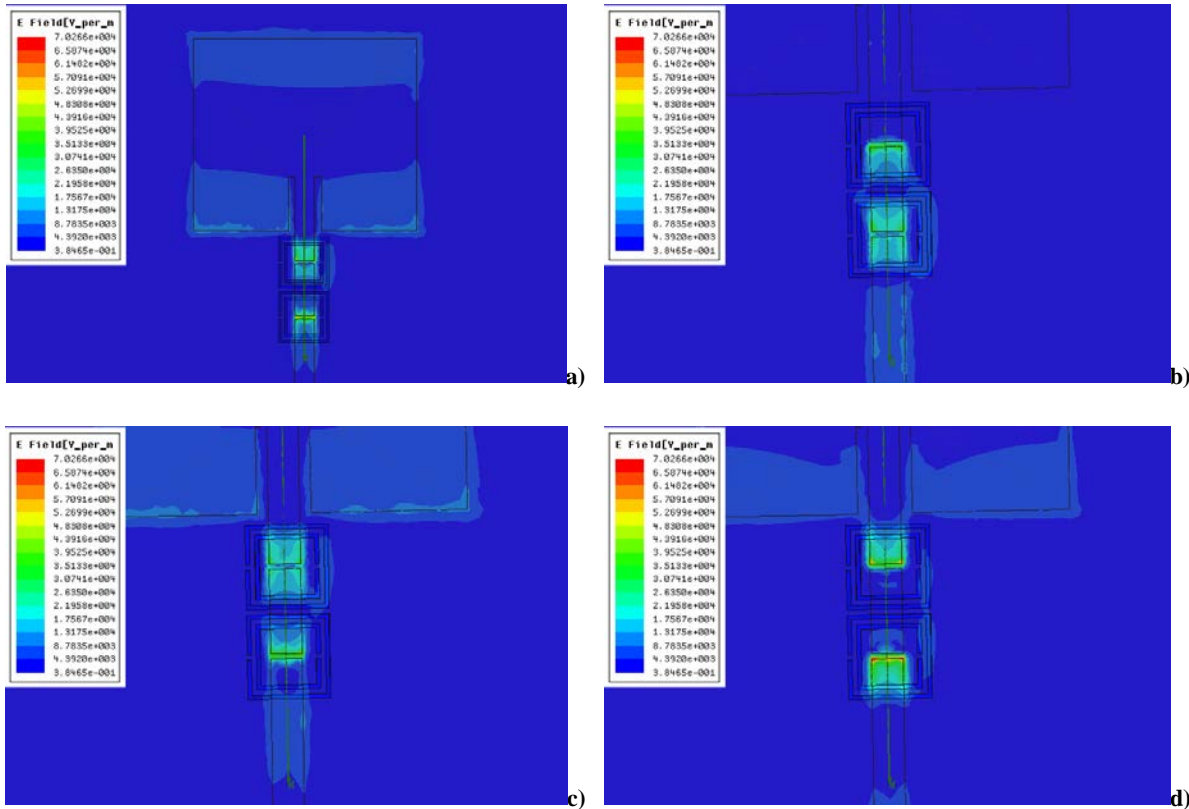 E Field[V_per_m
7.0266e+004
6.5874e+004
6.1482e+004
5.7091e+004
5.2699e+004
4.8308e+004
4.3916e+004
3.9525e+004
3.5133e+004
3.0741e+004
2.6350e+004
2.1958e+004
1.7567e+004
1.3175e+004
8.7835e+003
4.3920e+003
3.8465e-001
a)
E Field[V_per_m
7.0266e+004
6.5874e+004
6.1482e+004
5.7091e+004
5.2699e+004
4.8308e+004
4.3916e+004
3.9525e+004
3.5133e+004
3.0741e+004
2.6350e+004
2.1958e+004
1.7567e+004
1.3175e+004
8.7835e+003
4.3920e+003
3.8465e-001
b)
E Field[V_per_m
7.0266e+004
6.5874e+004
6.1482e+004
5.7091e+004
5.2699e+004
4.8308e+004
4.3916e+004
3.9525e+004
3.5133e+004
3.0741e+004
2.6350e+004
2.1958e+004
1.7567e+004
1.3175e+004
8.7835e+003
4.3920e+003
3.8465e-001
c)
E Field[V_per_m
7.0266e+004
6.5874e+004
6.1482e+004
5.7091e+004
5.2699e+004
4.8308e+004
4.3916e+004
3.9525e+004
3.5133e+004
3.0741e+004
2.6350e+004
2.1958e+004
1.7567e+004
1.3175e+004
8.7835e+003
4.3920e+003
3.8465e-001
d)